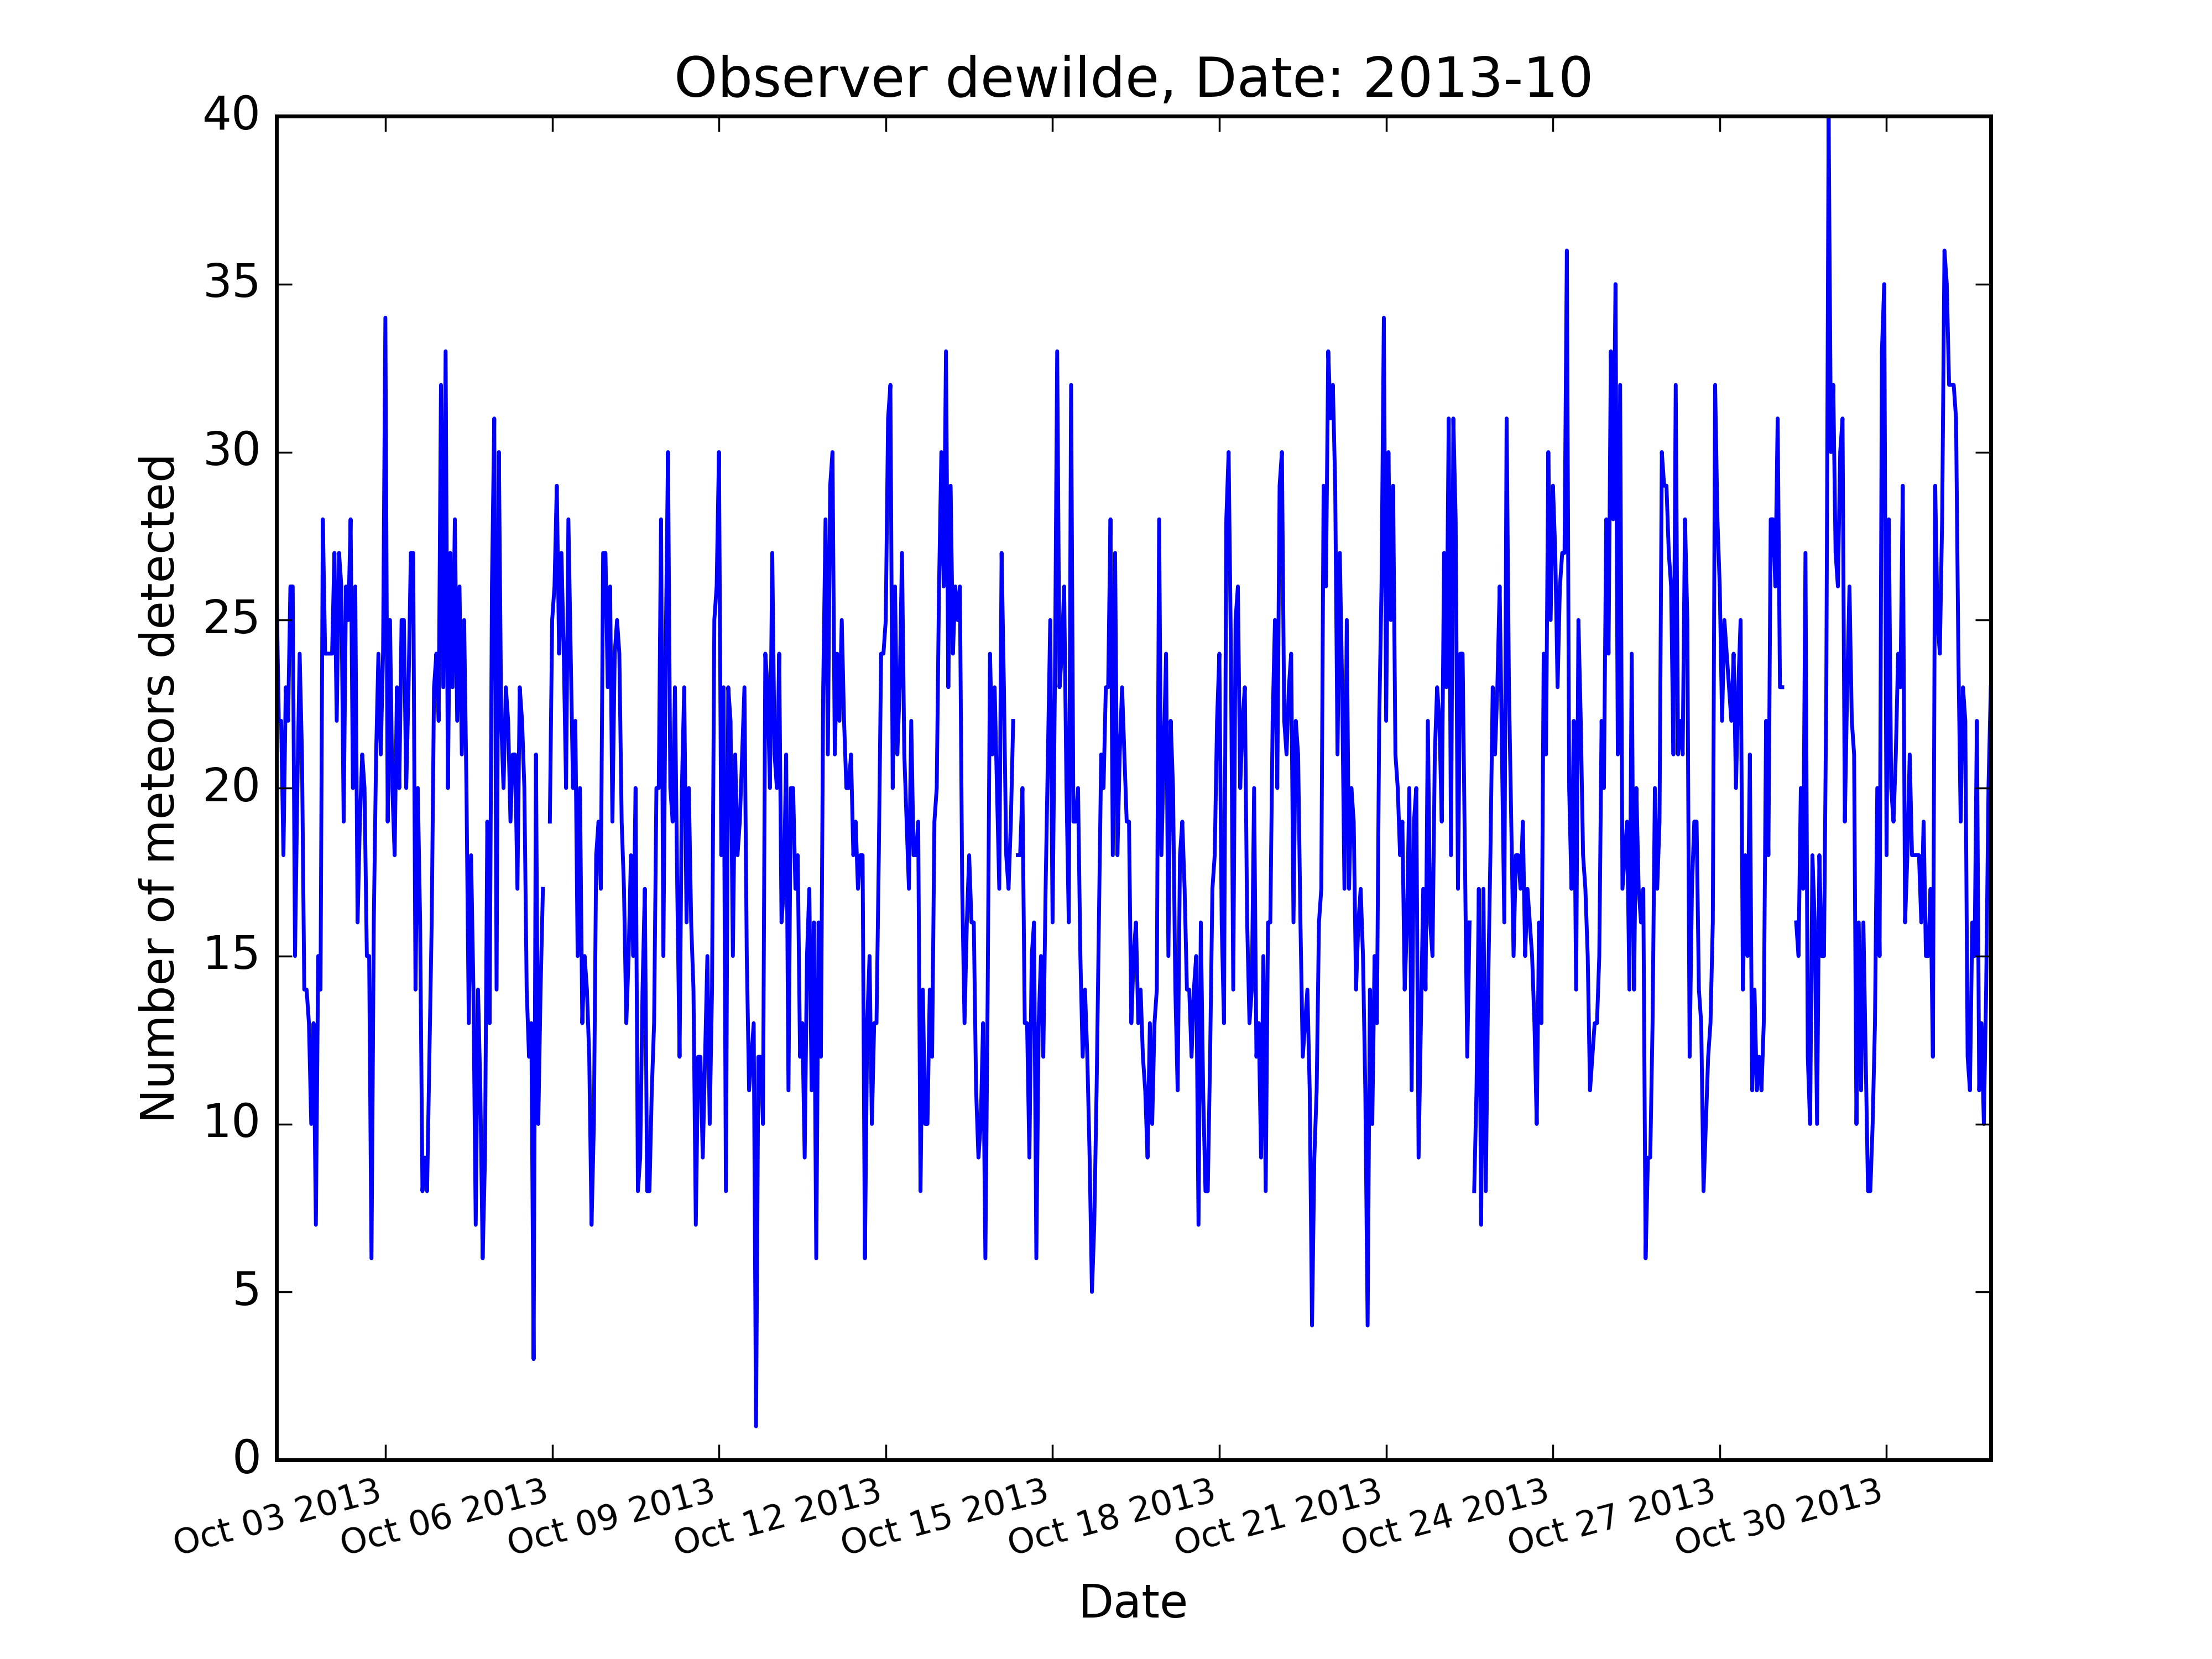 Observer dewilde, Date: 2013-10
Number of meteors detected
40
35
30
25
20
15
10
5
0
Oct 03 2013
Oct 06 2013
Oct 09 2013
Oct 12 2013
Oct 15 2013
Oct 18 2013
Oct 21 2013
Oct 24 2013
Oct 27 2013
Oct 30 2013
Date